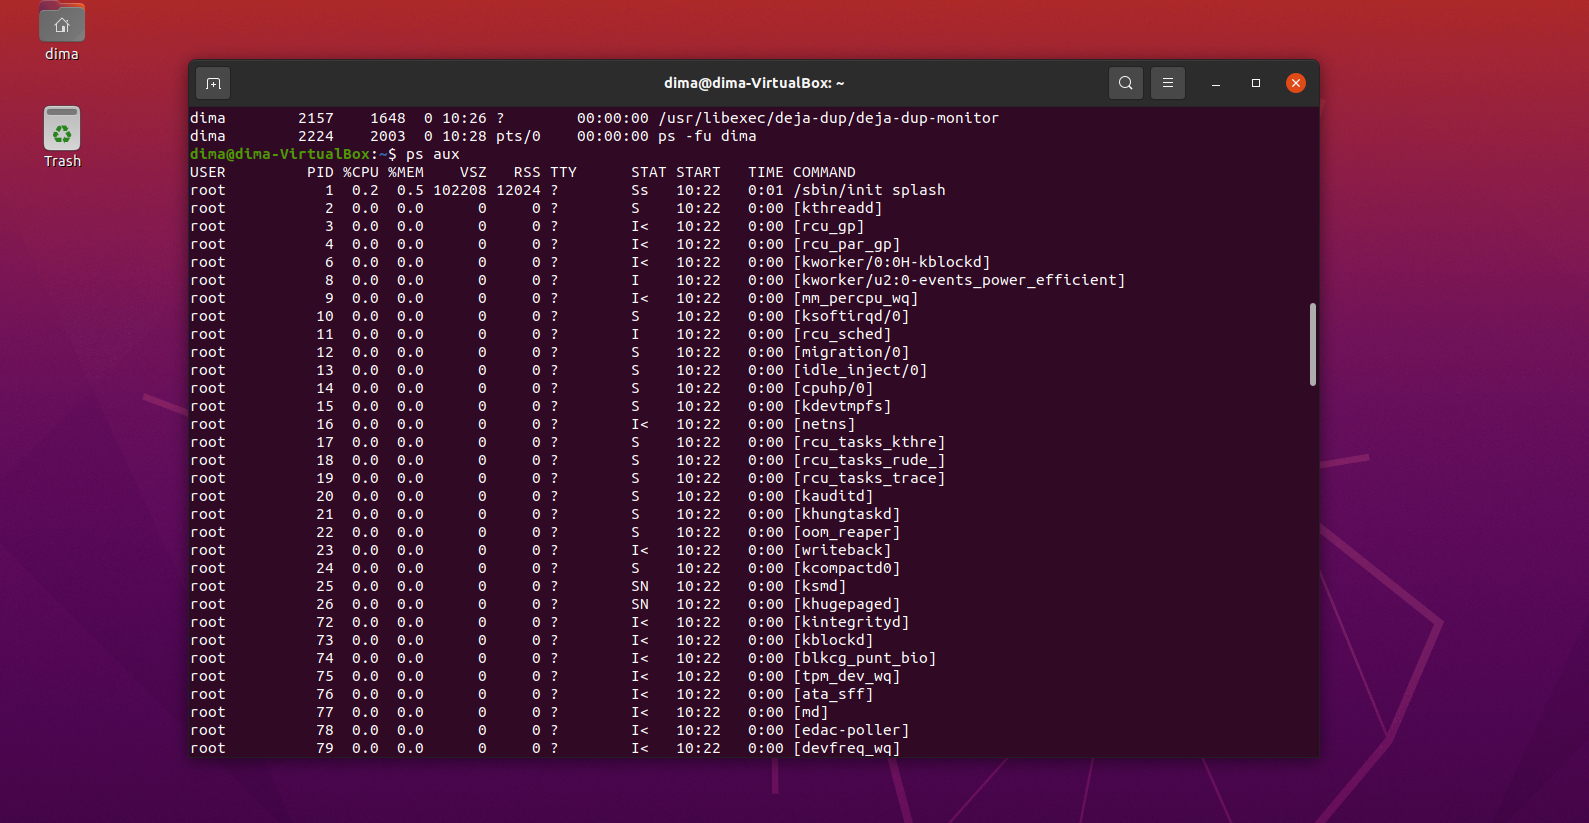 dima
Trash
dima@dima-VirtualBox: ~
dima        2157    1648  0 10:26 ?        00:00:00 /usr/libexec/deja-dup/deja-dup-monitor
dima        2224    2003  0 10:28 pts/0    00:00:00 ps -fu dima
dima@dima-VirtualBox:~$ ps aux
USER         PID %CPU %MEM    VSZ   RSS TTY      STAT START   TIME COMMAND
root           1  0.2  0.5 102208 12024 ?        Ss   10:22   0:01 /sbin/init splash
root           2  0.0  0.0      0     0 ?        S    10:22   0:00 [kthreadd]
root           3  0.0  0.0      0     0 ?        I<   10:22   0:00 [rcu_gp]
root           4  0.0  0.0      0     0 ?        I<   10:22   0:00 [rcu_par_gp]
root           6  0.0  0.0      0     0 ?        I<   10:22   0:00 [kworker/0:0H-kblockd]
root           8  0.0  0.0      0     0 ?        I    10:22   0:00 [kworker/u2:0-events_power_efficient]
root           9  0.0  0.0      0     0 ?        I<   10:22   0:00 [mm_percpu_wq]
root          10  0.0  0.0      0     0 ?        S    10:22   0:00 [ksoftirqd/0]
root          11  0.0  0.0      0     0 ?        I    10:22   0:00 [rcu_sched]
root          12  0.0  0.0      0     0 ?        S    10:22   0:00 [migration/0]
root          13  0.0  0.0      0     0 ?        S    10:22   0:00 [idle_inject/0]
root          14  0.0  0.0      0     0 ?        S    10:22   0:00 [cpuhp/0]
root          15  0.0  0.0      0     0 ?        S    10:22   0:00 [kdevtmpfs]
root          16  0.0  0.0      0     0 ?        I<   10:22   0:00 [netns]
root          17  0.0  0.0      0     0 ?        S    10:22   0:00 [rcu_tasks_kthre]
root          18  0.0  0.0      0     0 ?        S    10:22   0:00 [rcu_tasks_rude_]
root          19  0.0  0.0      0     0 ?        S    10:22   0:00 [rcu_tasks_trace]
root          20  0.0  0.0      0     0 ?        S    10:22   0:00 [kauditd]
root          21  0.0  0.0      0     0 ?        S    10:22   0:00 [khungtaskd]
root          22  0.0  0.0      0     0 ?        S    10:22   0:00 [oom_reaper]
root          23  0.0  0.0      0     0 ?        I<   10:22   0:00 [writeback]
root          24  0.0  0.0      0     0 ?        S    10:22   0:00 [kcompactd0]
root          25  0.0  0.0      0     0 ?        SN   10:22   0:00 [ksmd]
root          26  0.0  0.0      0     0 ?        SN   10:22   0:00 [khugepaged]
root          72  0.0  0.0      0     0 ?        I<   10:22   0:00 [kintegrityd]
root          73  0.0  0.0      0     0 ?        I<   10:22   0:00 [kblockd]
root          74  0.0  0.0      0     0 ?        I<   10:22   0:00 [blkcg_punt_bio]
root          75  0.0  0.0      0     0 ?        I<   10:22   0:00 [tpm_dev_wq]
root          76  0.0  0.0      0     0 ?        I<   10:22   0:00 [ata_sff]
root          77  0.0  0.0      0     0 ?        I<   10:22   0:00 [md]
root          78  0.0  0.0      0     0 ?        I<   10:22   0:00 [edac-poller]
root          79  0.0  0.0      0     0 ?        I<   10:22   0:00 [devfreq_wq]